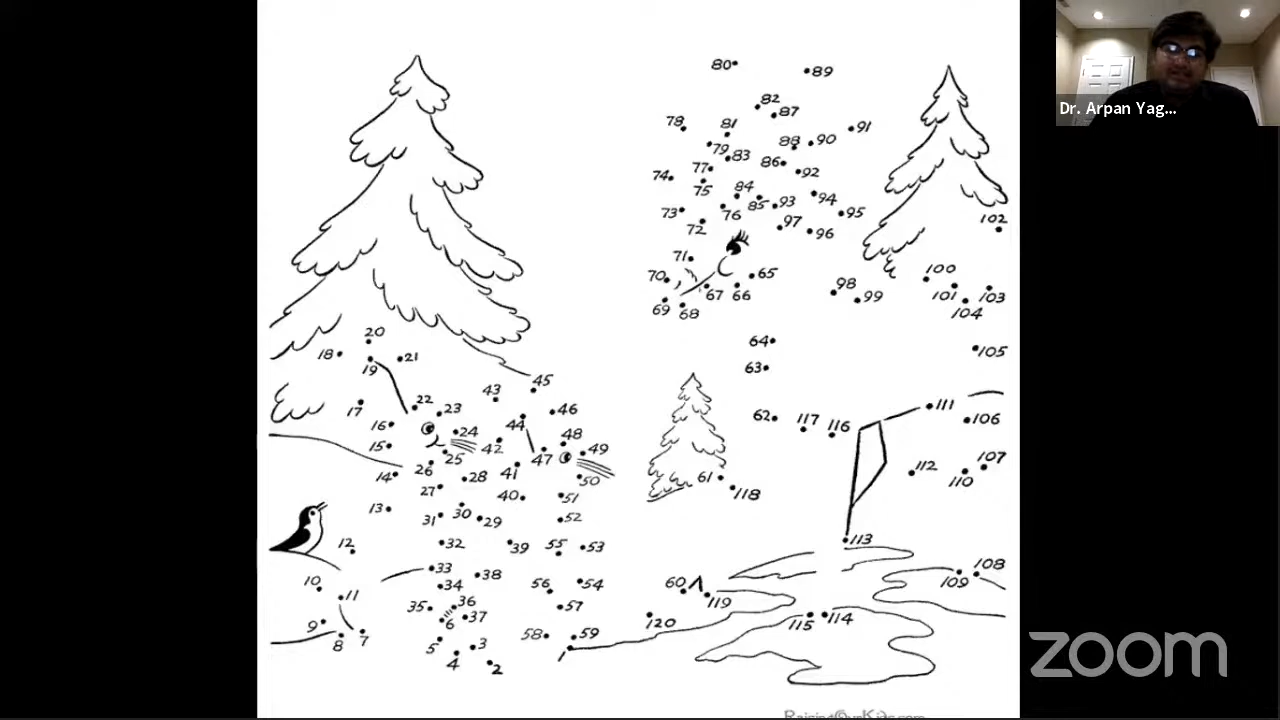 80 89
82
87
78 81 91
88 90
79 83 86
77 92
74 75 84
94
85 93
73 76 95
72 97 96 102
71
70 65 98 99 100
67 66 101 103
69 68 104
64 105
20
18 21
19 63
45
43
17 22 23 46 111
44 62 117 116 106
16 24 48
15 42 49
25 47 107
26 41 112 110
14 28 50 61
27 40 51 118
13 30
31 29 52
32 39 55 53 113
12
33 108
10 34 38 56 54 60 109
11 35 36 57 119
9 6 37 120 115 114
8 7 5 3 58 59
4 2
RaisingOurKids.com
Dr. Arpan Yag...
zoom